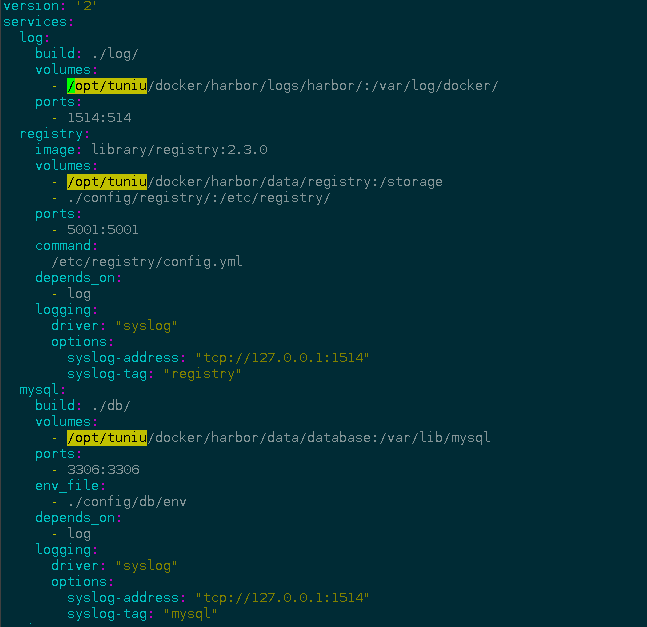 version: '2'
services:
  log:
    build: ./log/
    volumes:
      - /opt/tuniu/docker/harbor/logs/harbor/:/var/log/docker/
    ports:
      - 1514:514
  registry:
    image: library/registry:2.3.0
    volumes:
      - /opt/tuniu/docker/harbor/data/registry:/storage
      - ./config/registry/:/etc/registry/
    ports:
      - 5001:5001
    command:
      /etc/registry/config.yml
    depends_on:
      - log
    logging:
      driver: "syslog"
      options:
        syslog-address: "tcp://127.0.0.1:1514"
        syslog-tag: "registry"
  mysql:
    build: ./db/
    volumes:
      - /opt/tuniu/docker/harbor/data/database:/var/lib/mysql
    ports:
      - 3306:3306
    env_file:
      - ./config/db/env
    depends_on:
      - log
    logging:
      driver: "syslog"
      options:
        syslog-address: "tcp://127.0.0.1:1514"
        syslog-tag: "mysql"